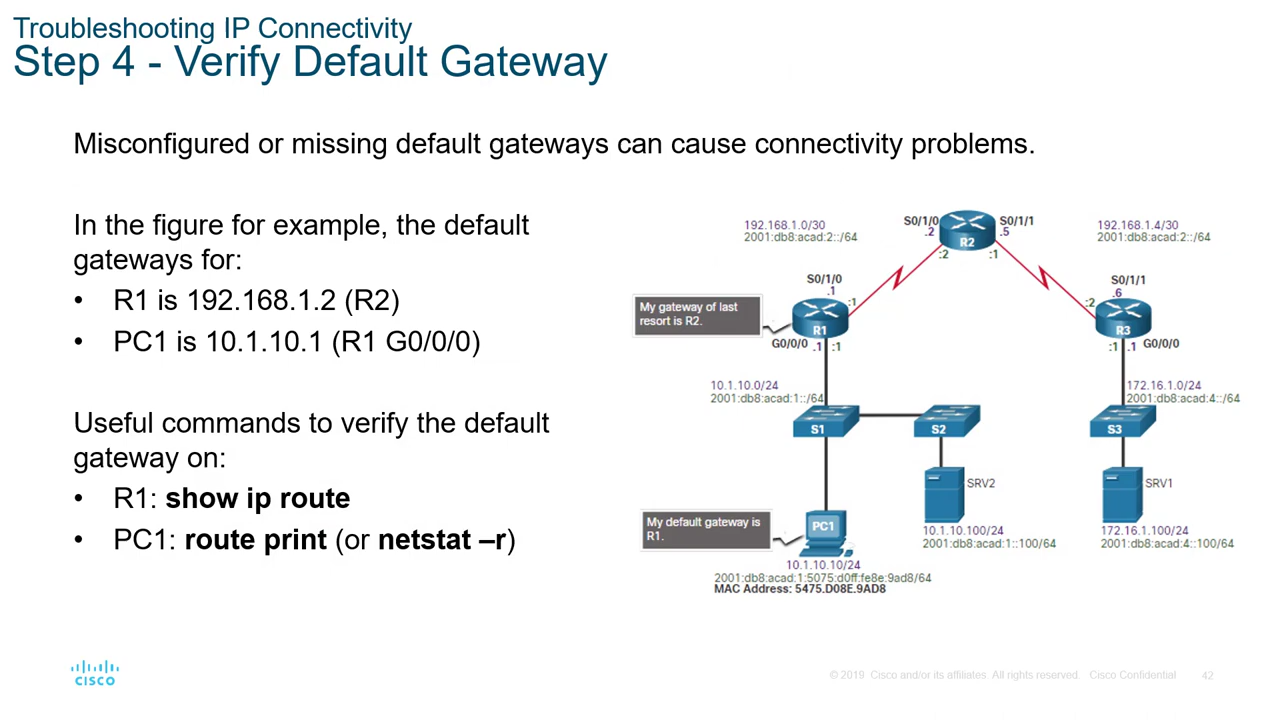 Troubleshooting IP Connectivity
Step 4 - Verify Default Gateway
Misconfigured or missing default gateways can cause connectivity problems.
In the figure for example, the default
gateways for:
• R1 is 192.168.1.2 (R2)
• PC1 is 10.1.10.1 (R1 G0/0/0)
Useful commands to verify the default
gateway on:
• R1: show ip route
• PC1: route print (or netstat –r)
192.168.1.0/30
2001:db8:acad:2::/64
S0/1/0
.2
R2
S0/1/1
.5
:2
:1
192.168.1.4/30
2001:db8:acad:2::/64
S0/1/0
.1
:1
My gateway of last
resort is R2.
R1
G0/0/0
.1
:1
S0/1/1
.6
:2
R3
:1
.1
G0/0/0
10.1.10.0/24
2001:db8:acad:1::/64
172.16.1.0/24
2001:db8:acad:4::/64
S1
S2
S3
SRV2
SRV1
My default gateway is
R1.
PC1
10.1.10.100/24
2001:db8:acad:1::100/64
172.16.1.100/24
2001:db8:acad:4::100/64
10.1.10.10/24
2001:db8:acad:1:5075:d0ff:fe8e:9ad8/64
MAC Address: 5475.D08E.9AD8
CISCO
© 2019 Cisco and/or its affiliates. All rights reserved. Cisco Confidential
42